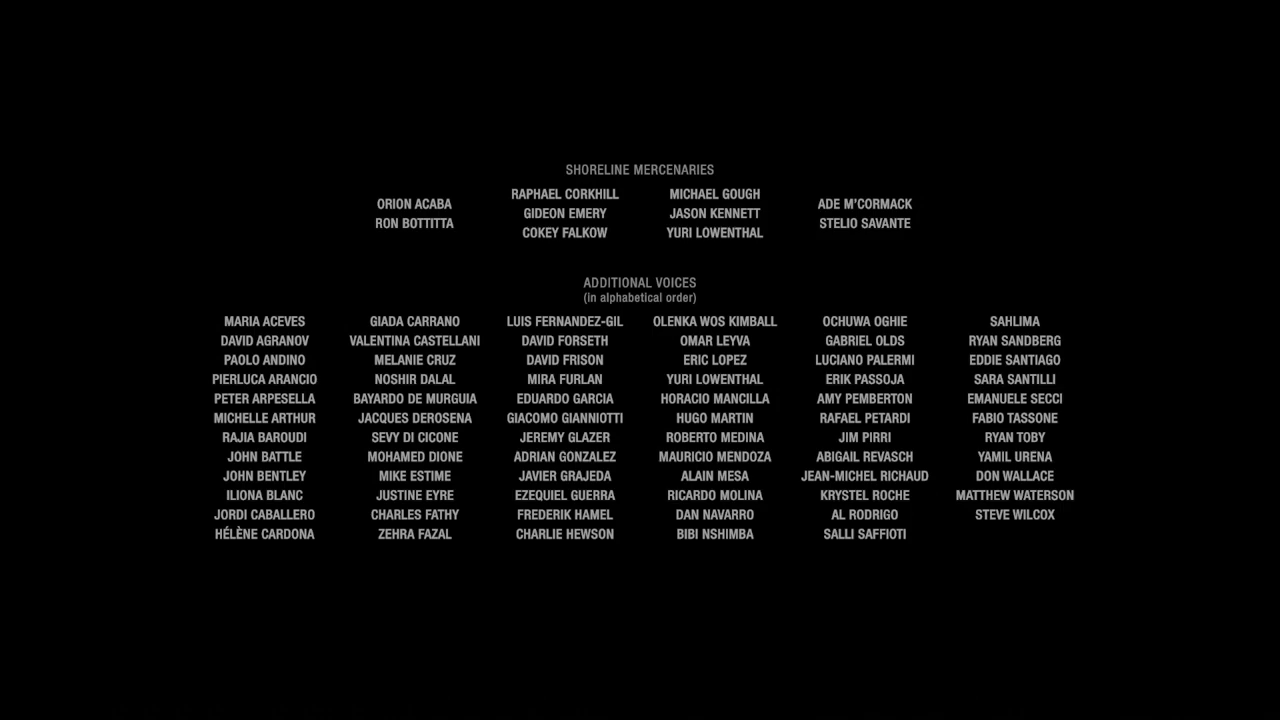 SHORELINE MERCENARIES
ORION ACABA
RON BOTTITTA
RAPHAEL CORKHILL
GIDEON EMERY
COKEY FALKOW
MICHAEL GOUGH
JASON KENNETT
YURI LOWENTHAL
ADE M'CORMACK
STELIO SAVANTE
ADDITIONAL VOICES
(in alphabetical order)
MARIA ACEVES
DAVID AGRANOV
PAOLO ANDINO
PIERLUCA ARANCIO
PETER ARPESELLA
MICHELLE ARTHUR
RAJIA BAROUDI
JOHN BATTLE
JOHN BENTLEY
ILIONA BLANC
JORDI CABALLERO
HÉLÈNE CARDONA
GIADA CARRANO
VALENTINA CASTELLANI
MELANIE CRUZ
NOSHIR DALAL
BAYARDO DE MURGUIA
JACQUES DEROSENA
SEVY DI CICONE
MOHAMED DIONE
MIKE ESTIME
JUSTINE EYRE
CHARLES FATHY
ZEHRA FAZAL
LUIS FERNANDEZ-GIL
DAVID FORSETH
DAVID FRISON
MIRA FURLAN
EDUARDO GARCIA
GIACOMO GIANNIOTTI
JEREMY GLAZER
ADRIAN GONZALEZ
JAVIER GRAJEDA
EZEQUIEL GUERRA
FREDERIK HAMEL
CHARLIE HEWSON
OLENKA WOS KIMBALL
OMAR LEYVA
ERIC LOPEZ
YURI LOWENTHAL
HORACIO MANCILLA
HUGO MARTIN
ROBERTO MEDINA
MAURICIO MENDOZA
ALAIN MESA
RICARDO MOLINA
DAN NAVARRO
BIBI NSHIMBA
OCHUWA OGHIE
GABRIEL OLDS
LUCIANO PALERMI
ERIK PASSOJA
AMY PEMBERTON
RAFAEL PETARDI
JIM PIRRI
ABIGAIL REVASCH
JEAN-MICHEL RICHAUD
KRYSTEL ROCHE
AL RODRIGO
SALLI SAFFIOTI
SAHLIMA
RYAN SANDBERG
EDDIE SANTIAGO
SARA SANTILLI
EMANUELE SECCI
FABIO TASSONE
RYAN TOBY
YAMIL URENA
DON WALLACE
MATTHEW WATERSON
STEVE WILCOX